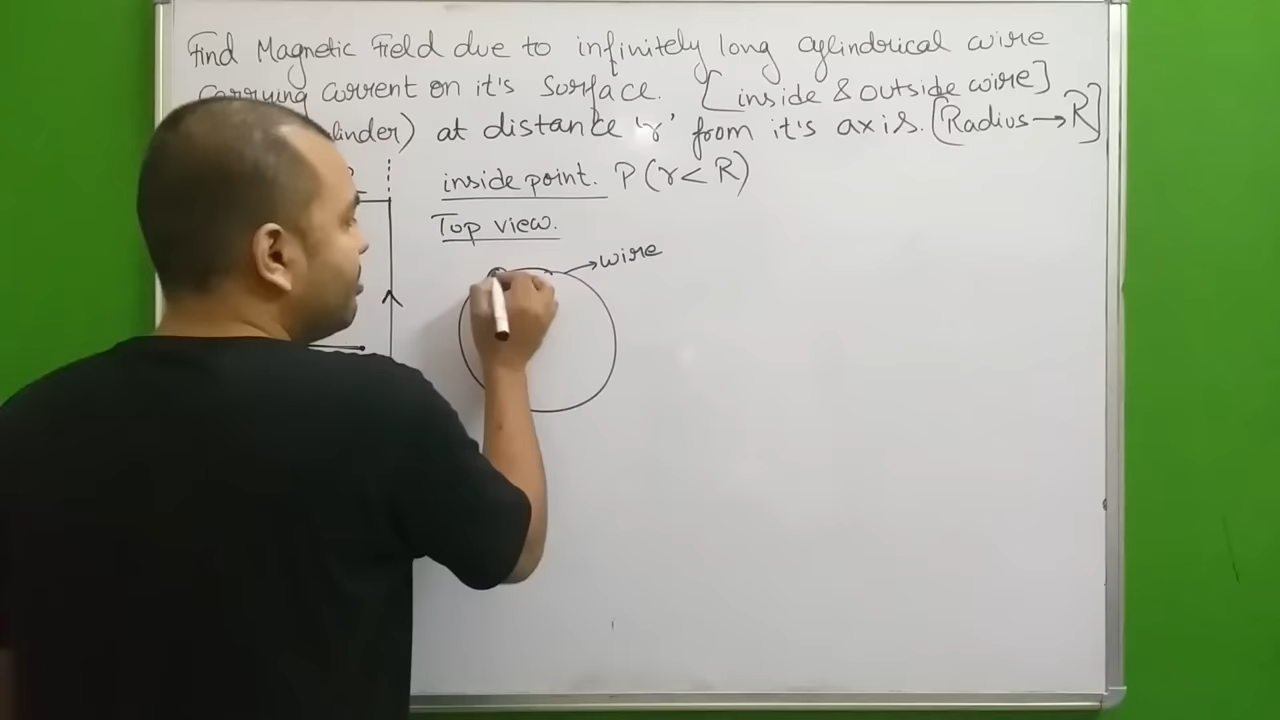 Find Magnetic Field due to infinitely long cylindrical wire
carrying current on it's surface. [inside & outside wire]
linder) at distance 'r' from it's axis. [Radius → R]
inside point. P(r < R)
Top view.
→ wire